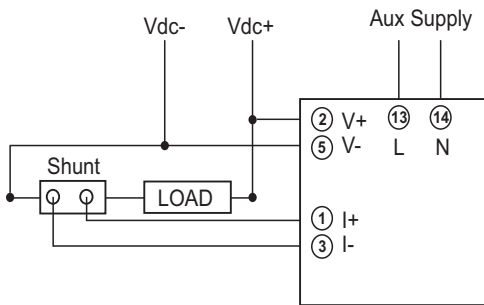 Vdc- Vdc+ Aux Supply
2 V+ 13 14
5 V- L N
Shunt
LOAD
1 I+
3 I-